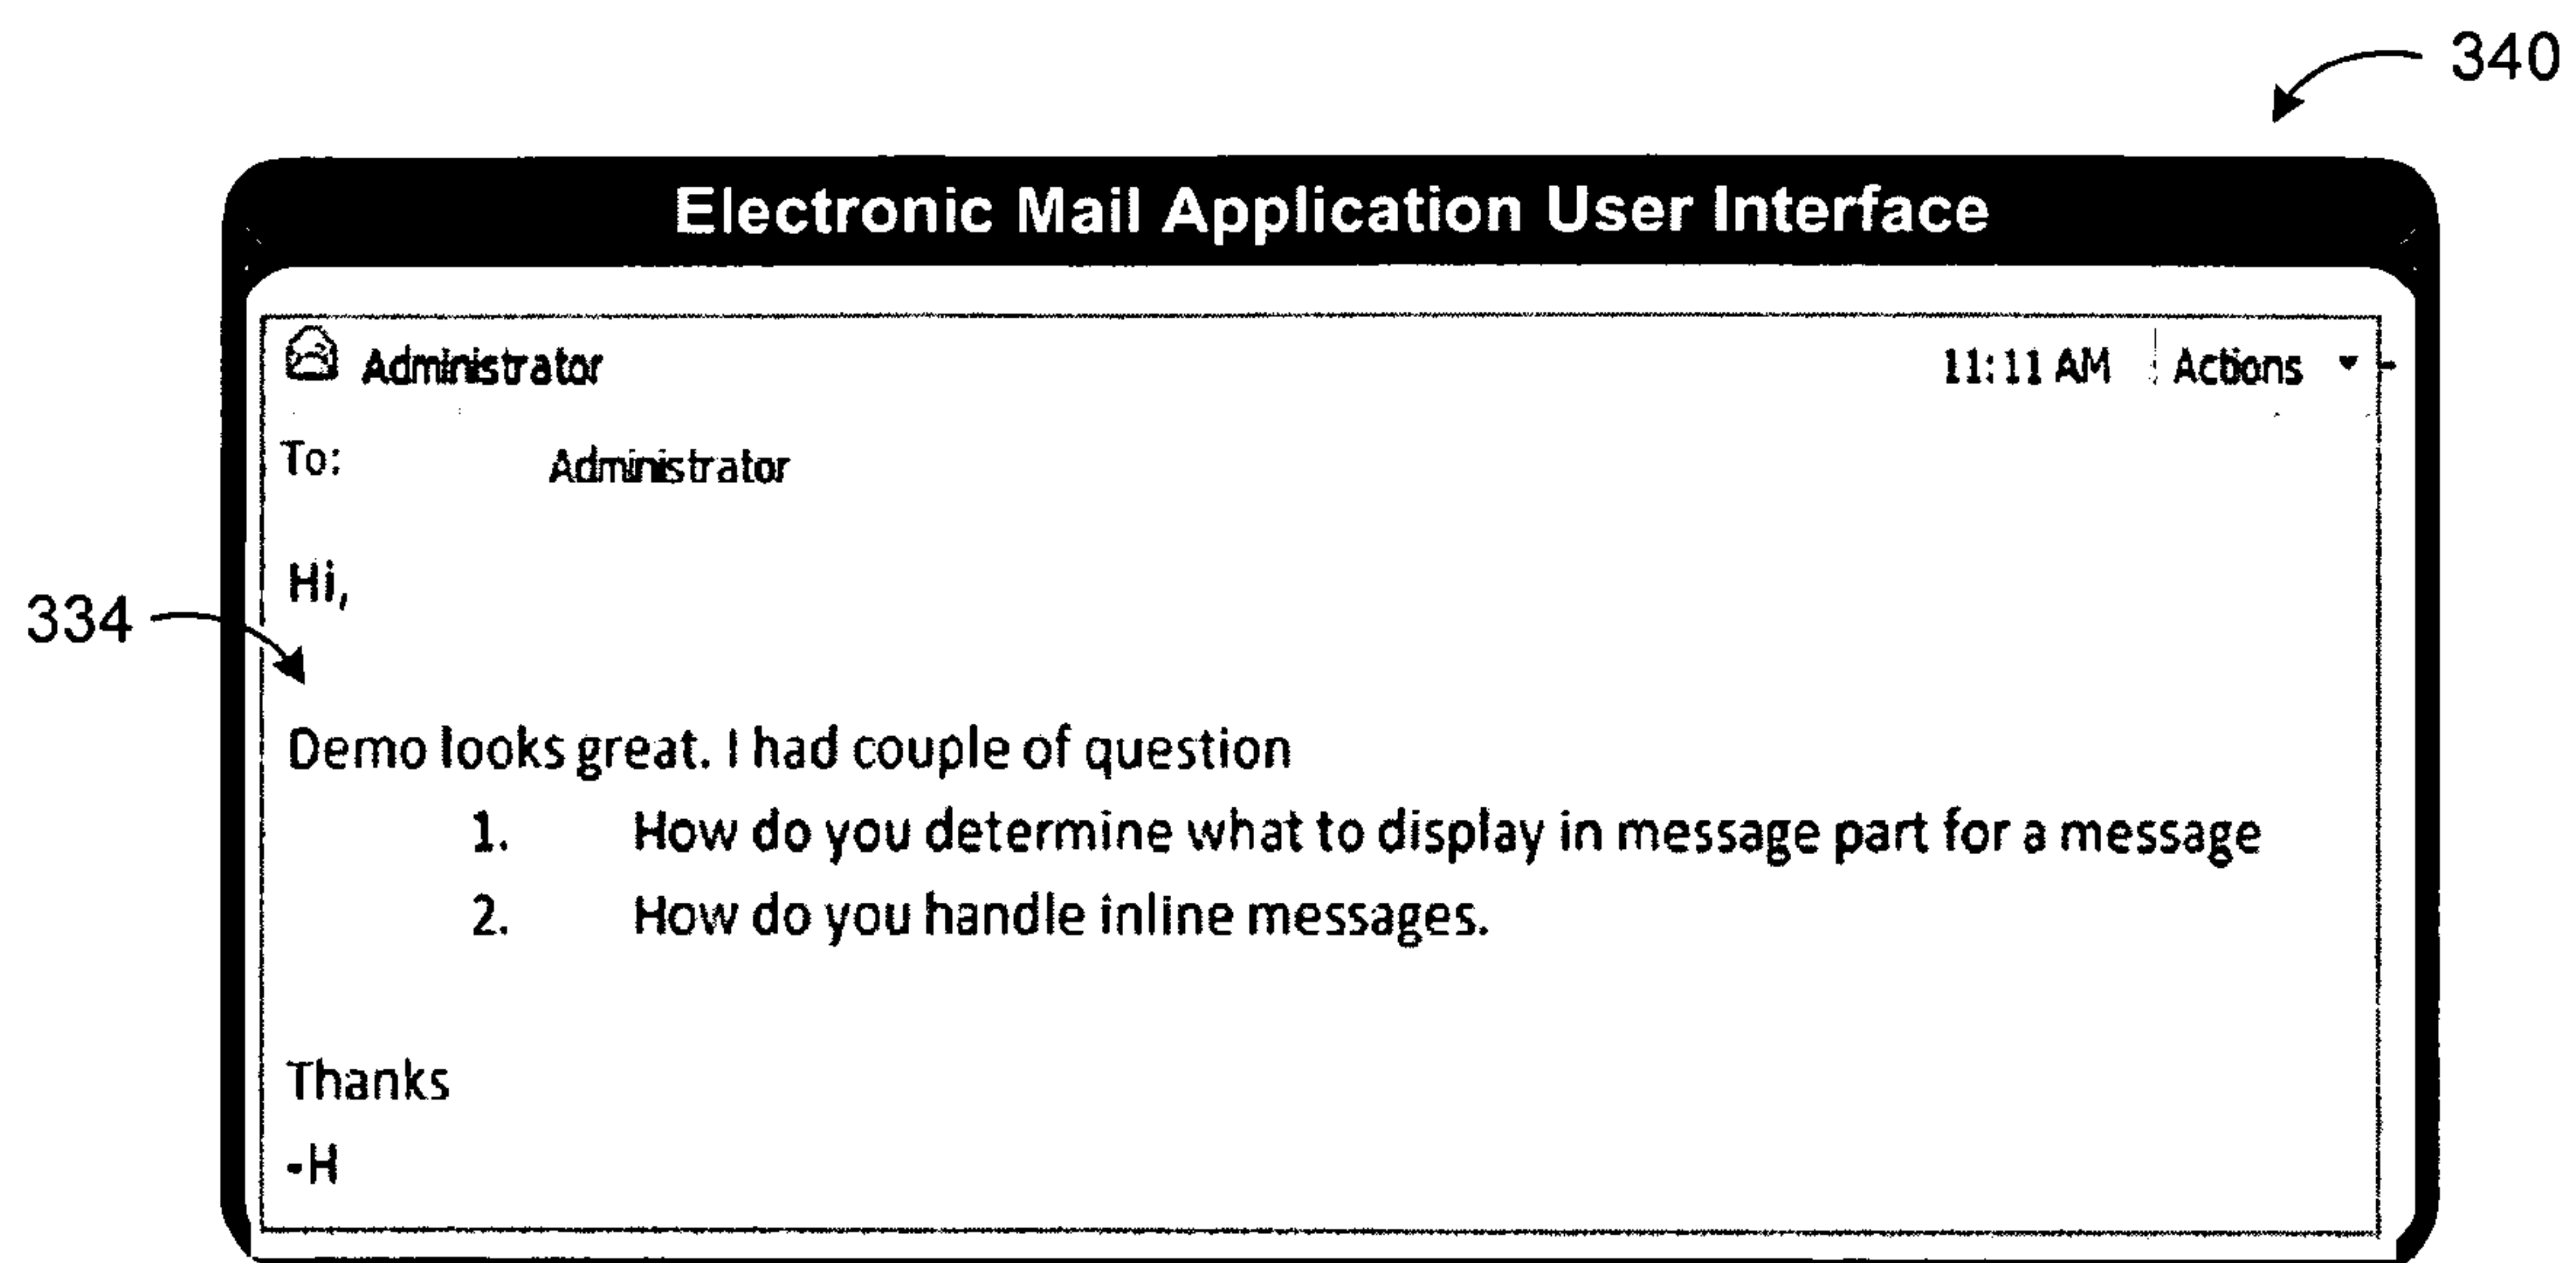 340
Electronic Mail Application User Interface
Administrator 11:11 AM Actions
To: Administrator
Hi,
334
Demo looks great. I had couple of question
1. How do you determine what to display in message part for a message
2. How do you handle inline messages.
Thanks
-H